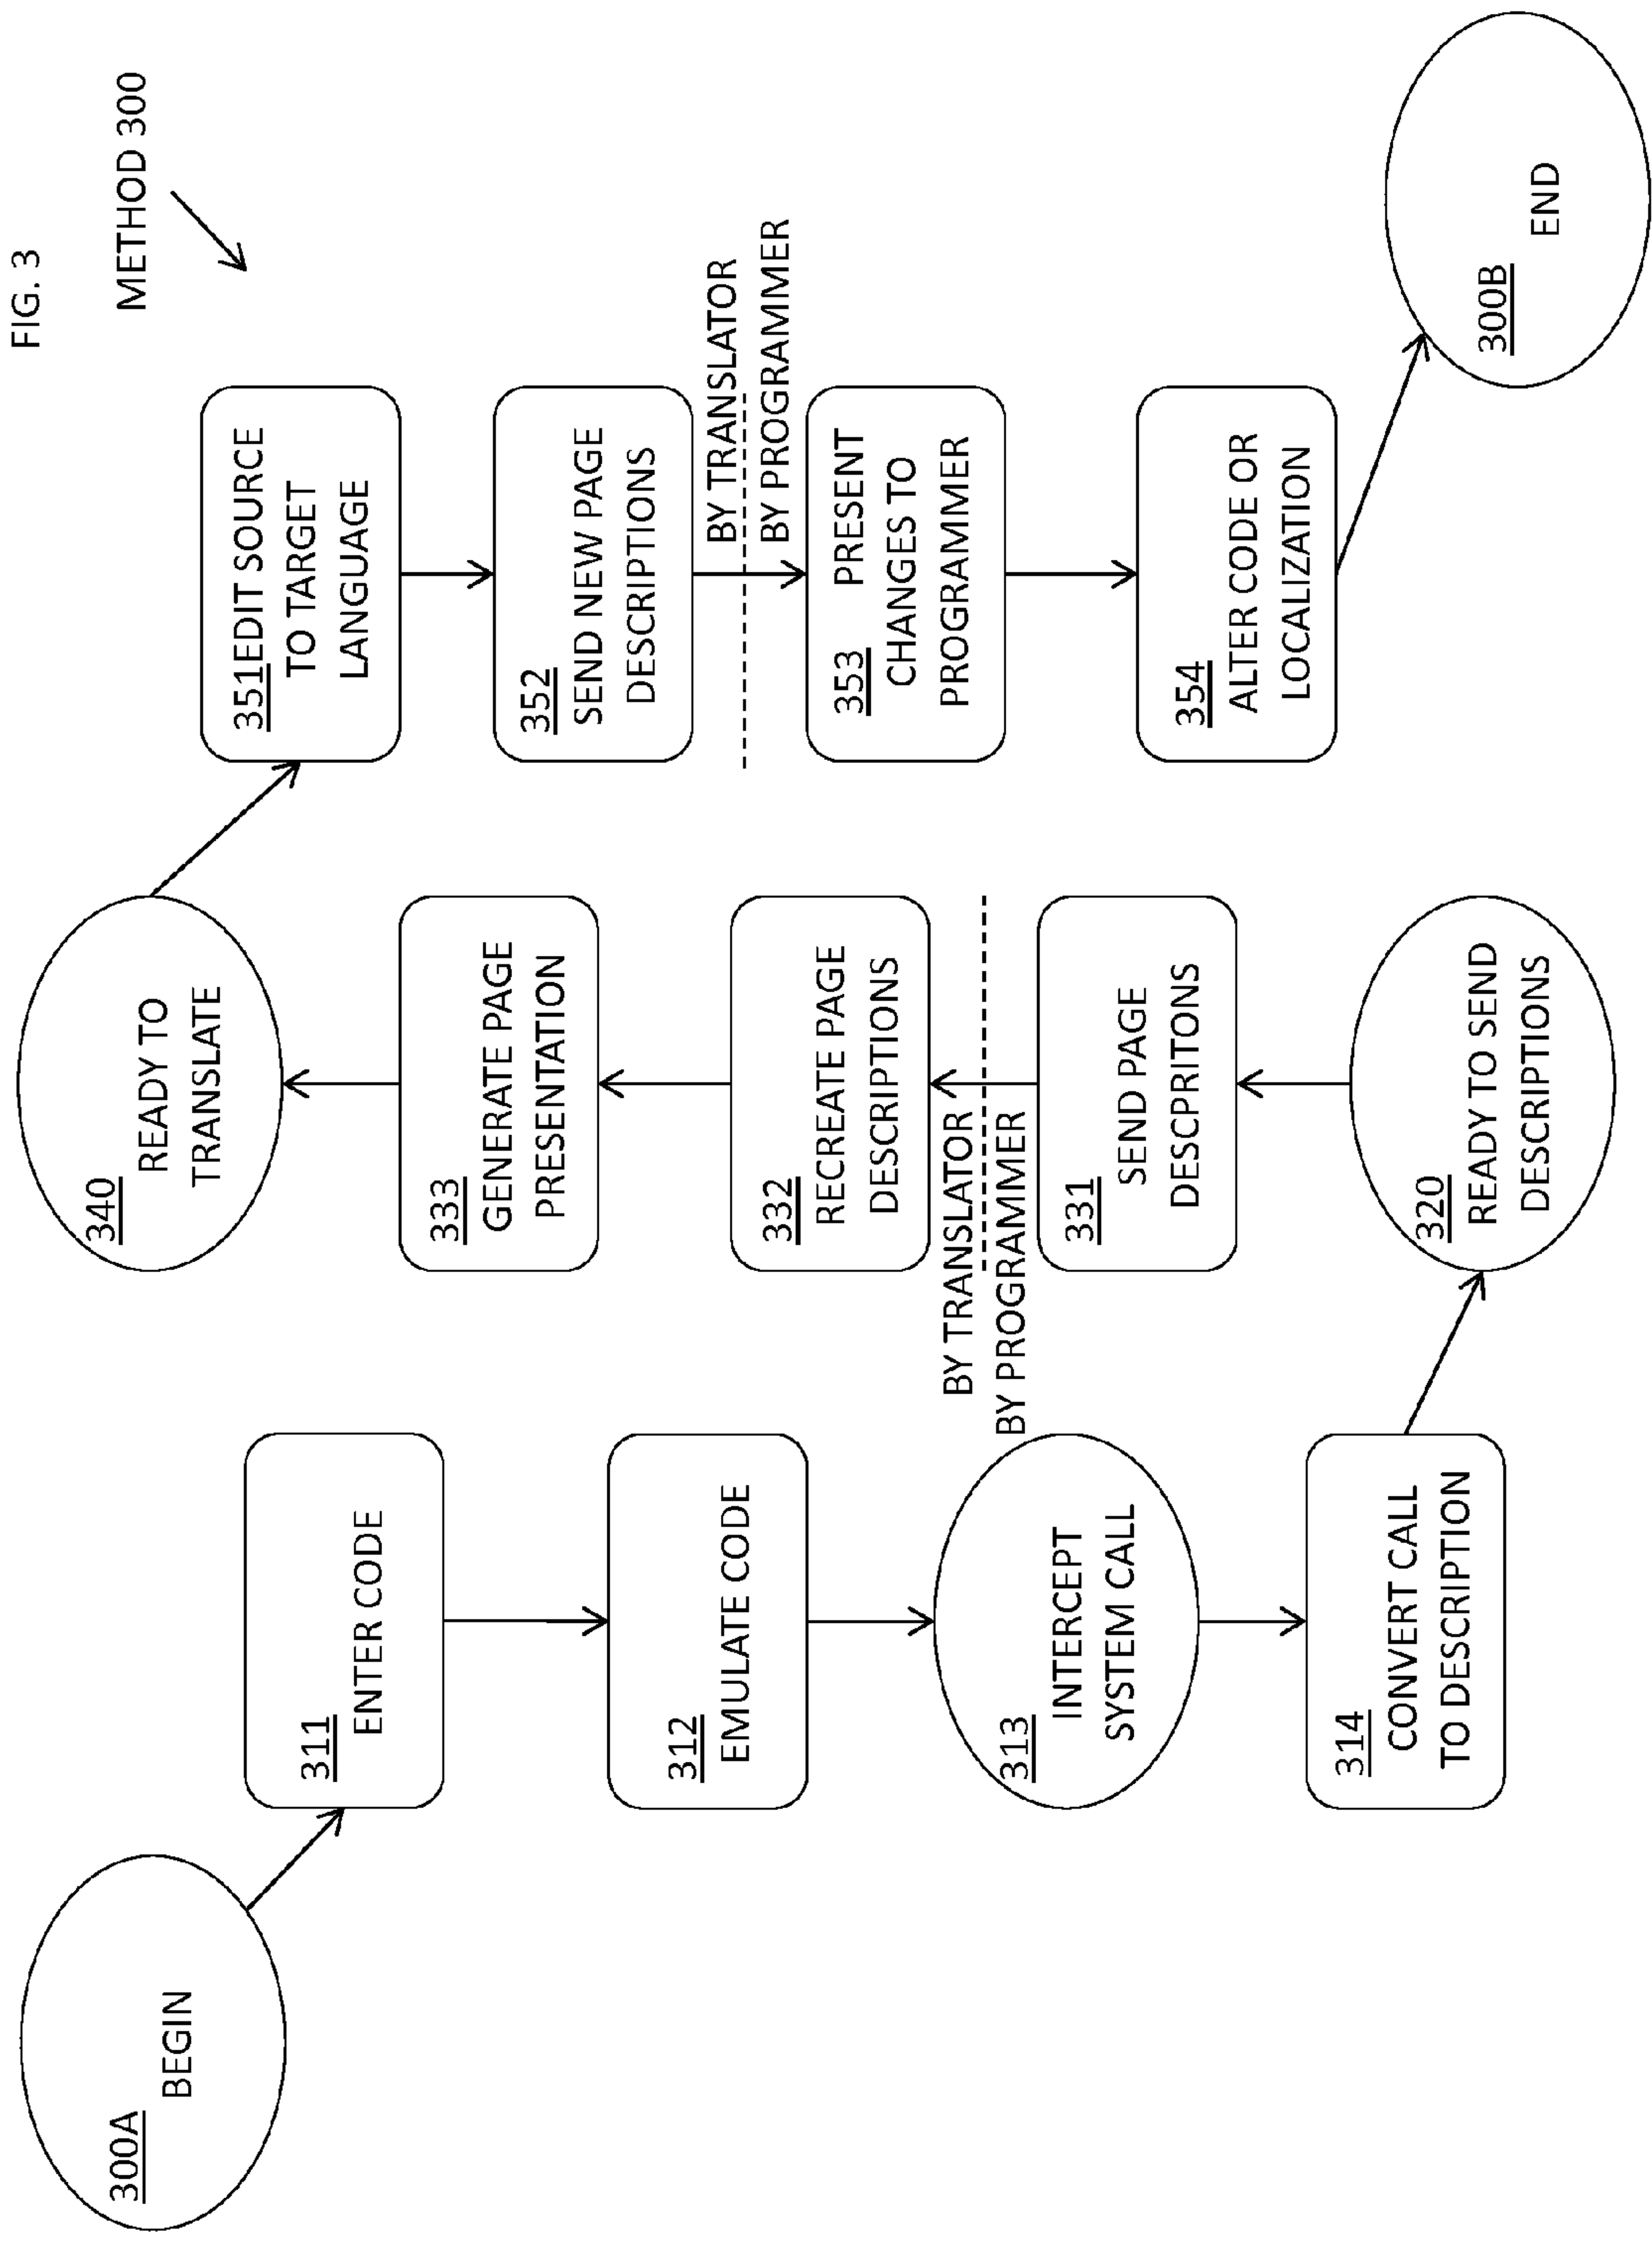 FIG. 3
METHOD 300
300A
BEGIN
311
ENTER CODE
312
EMULATE CODE
313
INTERCEPT
SYSTEM CALL
314
CONVERT CALL
TO DESCRIPTION
320
READY TO SEND
DESCRIPTIONS
331
SEND PAGE
DESCPRITONS
BY TRANSLATOR
BY PROGRAMMER
332
RECREATE PAGE
DESCRIPTIONS
333
GENERATE PAGE
PRESENTATION
340
READY TO
TRANSLATE
351EDIT SOURCE
TO TARGET
LANGUAGE
352
SEND NEW PAGE
DESCRIPTIONS
BY TRANSLATOR
BY PROGRAMMER
353 PRESENT
CHANGES TO
PROGRAMMER
354
ALTER CODE OR
LOCALIZATION
300B
END